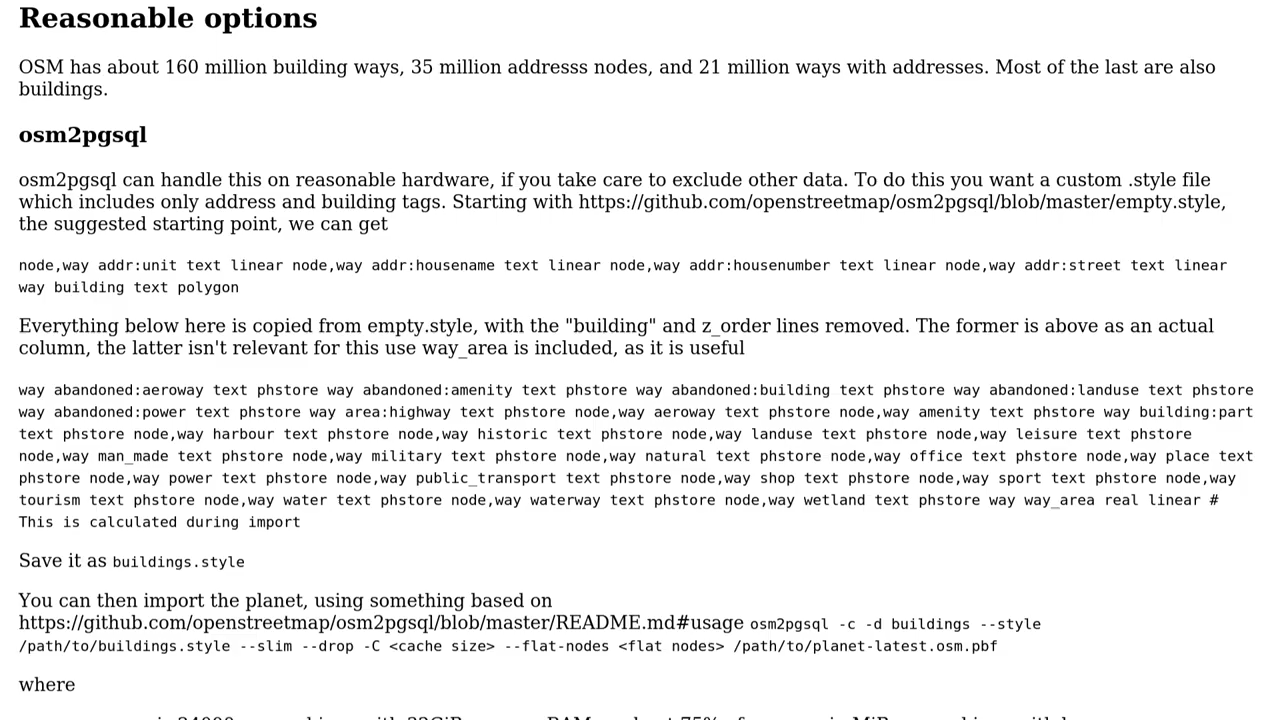 Reasonable options
OSM has about 160 million building ways, 35 million addresss nodes, and 21 million ways with addresses. Most of the last are also
buildings.
osm2pgsql
osm2pgsql can handle this on reasonable hardware, if you take care to exclude other data. To do this you want a custom .style file
which includes only address and building tags. Starting with https://github.com/openstreetmap/osm2pgsql/blob/master/empty.style,
the suggested starting point, we can get
node,way addr:unit text linear node,way addr:housename text linear node,way addr:housenumber text linear node,way addr:street text linear
way building text polygon
Everything below here is copied from empty.style, with the "building" and z_order lines removed. The former is above as an actual
column, the latter isn't relevant for this use way_area is included, as it is useful
way abandoned:aeroway text phstore way abandoned:amenity text phstore way abandoned:building text phstore way abandoned:landuse text phstore
way abandoned:power text phstore way area:highway text phstore node,way aeroway text phstore node,way amenity text phstore way building:part
text phstore node,way harbour text phstore node,way historic text phstore node,way landuse text phstore node,way leisure text phstore
node,way man_made text phstore node,way military text phstore node,way natural text phstore node,way office text phstore node,way place text
phstore node,way power text phstore node,way public_transport text phstore node,way shop text phstore node,way sport text phstore node,way
tourism text phstore node,way water text phstore node,way waterway text phstore node,way wetland text phstore way way_area real linear #
This is calculated during import
Save it as buildings.style
You can then import the planet, using something based on
https://github.com/openstreetmap/osm2pgsql/blob/master/README.md#usage osm2pgsql -c -d buildings --style
/path/to/buildings.style --slim --drop -C <cache size> --flat-nodes <flat nodes> /path/to/planet-latest.osm.pbf
where